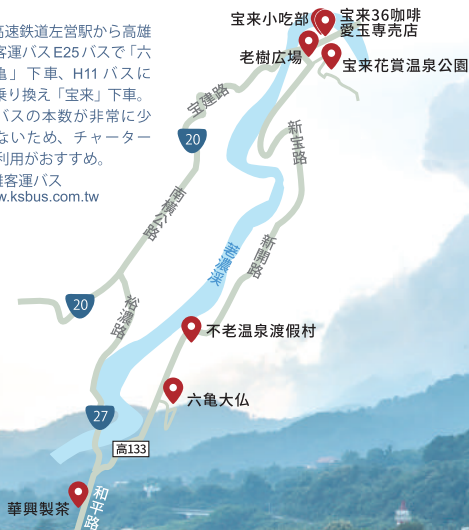 高速鉄道左営駅から高雄
客運バスE25バスで「六
亀」下車、H11バスに
乗り換え「宝来」下車。
バスの本数が非常に少
ないため、チャーター
利用がおすすめ。
雄客運バス
w.ksbus.com.tw
宝来小吃部
宝来36咖啡
愛玉専売店
老樹広場
宝来花賞温泉公園
宝建路
20
新宝路
南横公路
荖濃渓
新開路
20
裕濃路
不老温泉渡假村
六亀大仏
27
高133
華興製茶
和平路